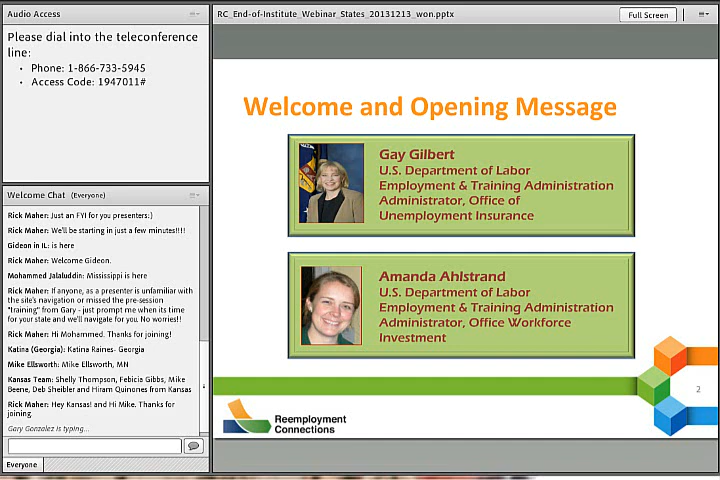 Audio Access
Please dial into the teleconference
line:
• Phone: 1-866-733-5945
• Access Code: 1947011#
Welcome Chat (Everyone)
Rick Maher: Just an FYI for you presenters:)
Rick Maher: We'll be starting in just a few minutes!!!!
Gideon in IL: is here
Rick Maher: Welcome Gideon.
Mohammed Jalaluddin: Mississippi is here
Rick Maher: If anyone, as a presenter is unfamiliar with
the site's navigation or missed the pre-session
"training" from Gary - just prompt me when its time
for your state and we'll navigate for you. No worries!!
Rick Maher: Hi Mohammed. Thanks for joining!
Katina (Georgia): Katina Raines- Georgia
Mike Ellsworth: Mike Ellsworth, MN
Kansas Team: Shelly Thompson, Febicia Gibbs, Mike
Beene, Deb Sheibler and Hiram Quinones from Kansas
Rick Maher: Hey Kansas! and Hi Mike. Thanks for
joining.
Gary Gonzalez is typing...
Everyone
RC_End-of-Institute_Webinar_States_20131213_won.pptx
Full Screen
Welcome and Opening Message
Gay Gilbert
U.S. Department of Labor
Employment & Training Administration
Administrator, Office of
Unemployment Insurance
Amanda Ahlstrand
U.S. Department of Labor
Employment & Training Administration
Administrator, Office Workforce
Investment
2
Reemployment
Connections